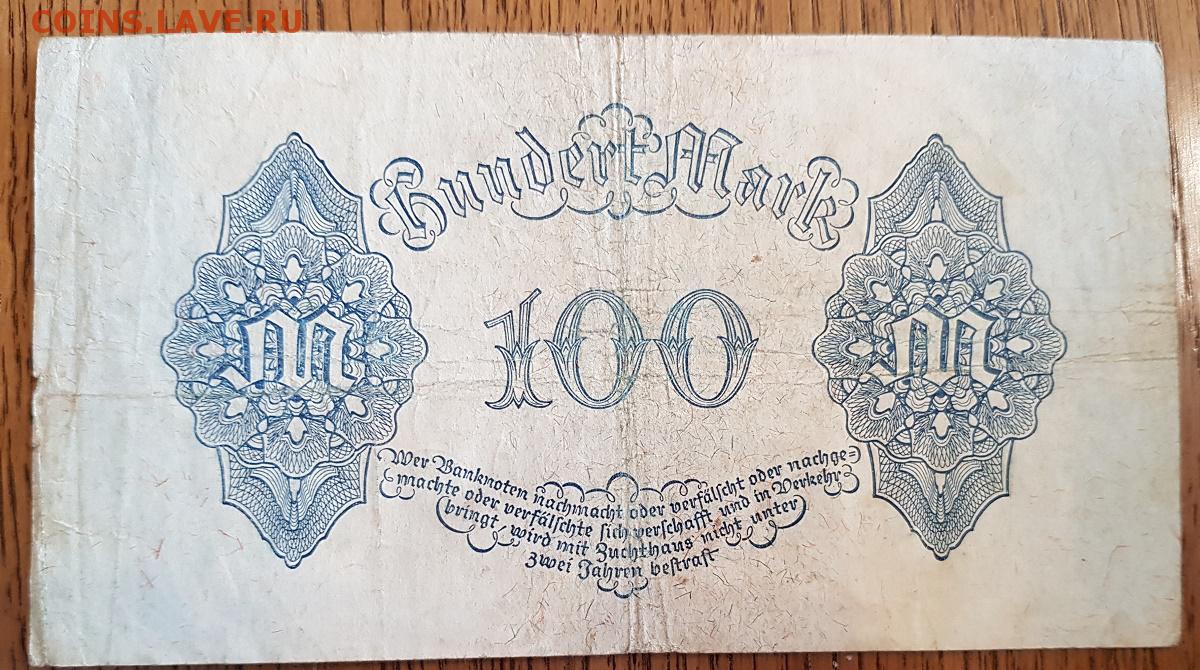 COINS.LAVE.RU
Hundert Mark
M 100 M
Wer Banknoten nachmacht oder verfälscht oder nachge=
machte oder verfälschte sich verschafft und in Verkehr
bringt, wird mit Zuchthaus nicht unter
zwei Jahren bestraft